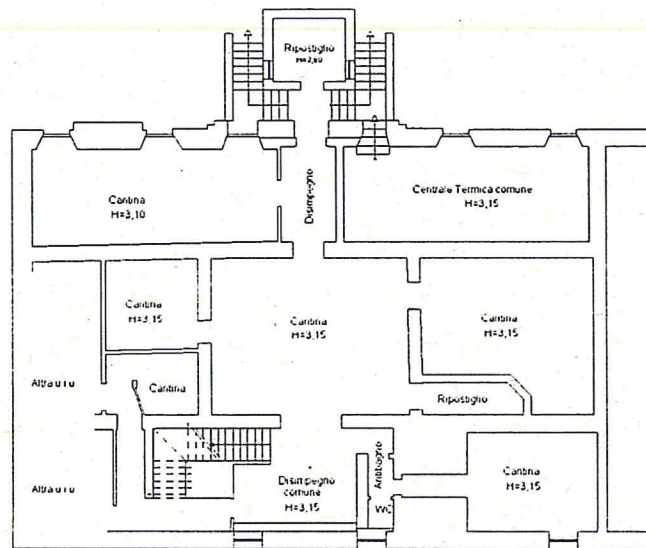 Ripostiglio
H=2,80
Cantina
H=3,10
Disimpegno
Centrale Termica comune
H=3,15
Cantina
H=3,15
Cantina
H=3,15
Cantina
H=3,15
Altra u.i.u
Cantina
Ripostiglio
Altra u.i.u
Disimpegno
comune
H=3,15
Antibagno
WC
Cantina
H=3,15